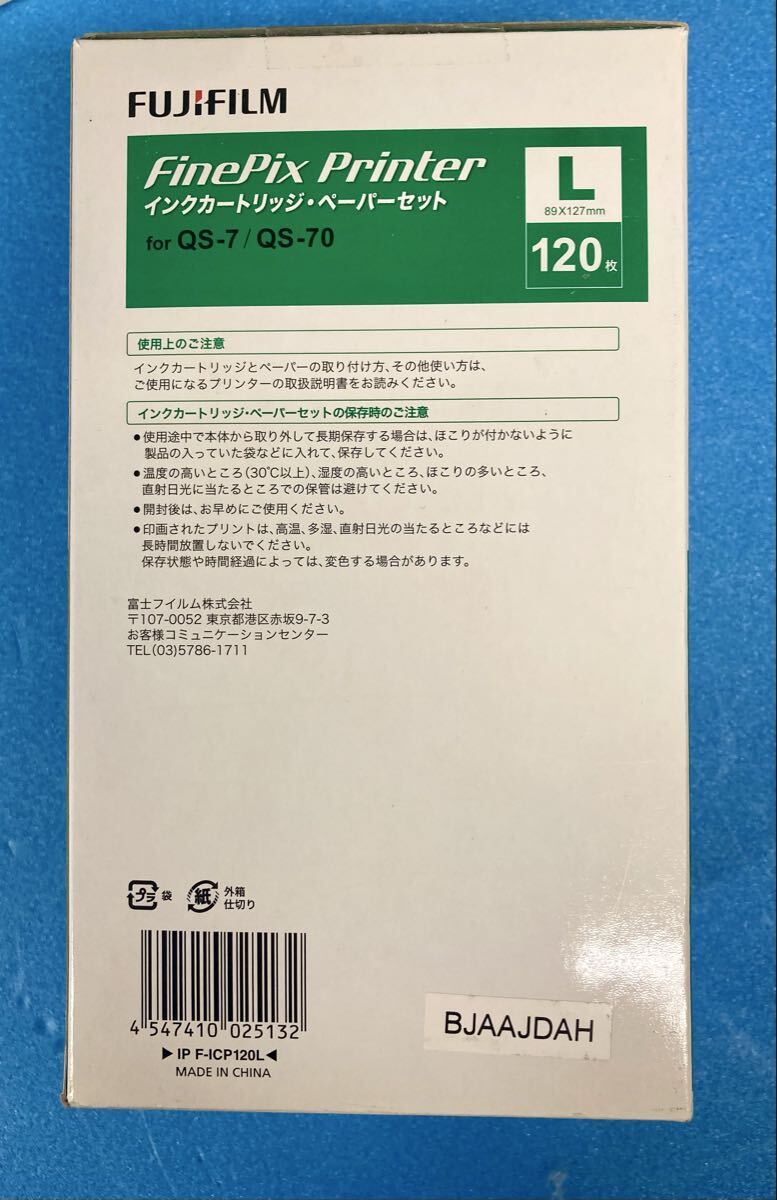 FUJIFILM
FinePix Printer
インクカートリッジ・ペーパーセット
for QS-7 / QS-70
L
89×127mm
120枚
使用上のご注意
インクカートリッジとペーパーの取り付け方、その他使い方は、
ご使用になるプリンターの取扱説明書をお読みください。
インクカートリッジ・ペーパーセットの保存時のご注意
●使用途中で本体から取り外して長期保存する場合は、ほこりが付かないように
製品の入っていた袋などに入れて、保存してください。
●温度の高いところ（30℃以上）、湿度の高いところ、ほこりの多いところ、
直射日光に当たるところでの保管は避けてください。
●開封後は、お早めにご使用ください。
●印画されたプリントは、高温、多湿、直射日光の当たるところなどには
長時間放置しないでください。
保存状態や時間経過によっては、変色する場合があります。
富士フイルム株式会社
〒107-0052 東京都港区赤坂9-7-3
お客様コミュニケーションセンター
TEL(03)5786-1711
プラ 袋
紙 外箱
仕切り
4 547410 025132
▶IP F-ICP120L◀
MADE IN CHINA
BJAAJDAH